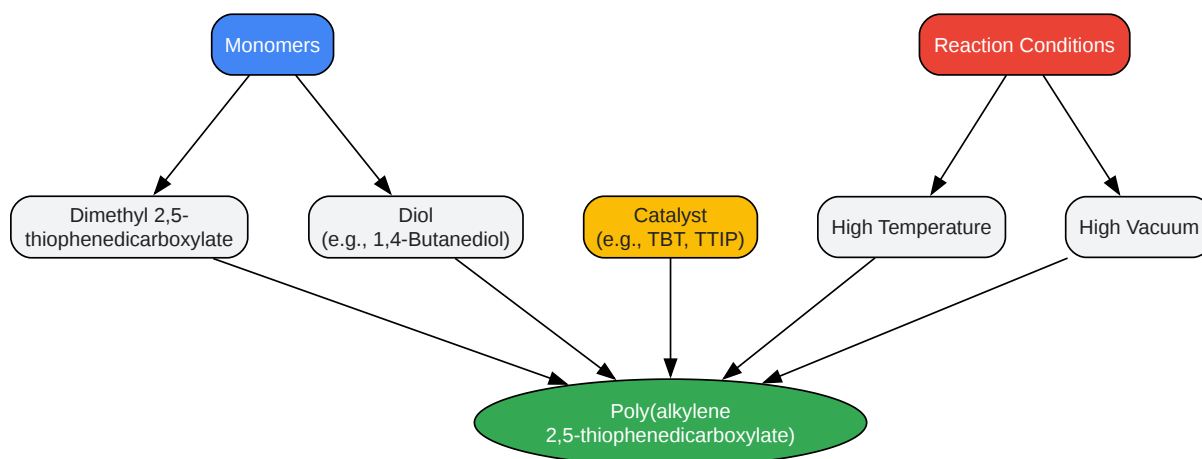 Monomers
Reaction Conditions
Dimethyl 2,5-
thiophenedicarboxylate
Diol
(e.g., 1,4-Butanediol)
Catalyst
(e.g., TBT, TTIP)
High Temperature
High Vacuum
Poly(alkylene
2,5-thiophenedicarboxylate)